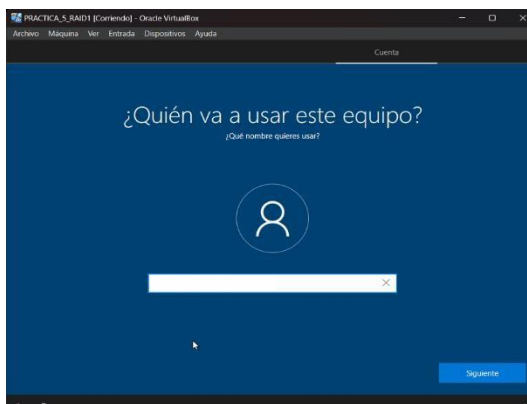 PRACTICA_5_RAID1 [Corriendo] - Oracle VirtualBox
Archivo Máquina Ver Entrada Dispositivos Ayuda
Cuenta
¿Quién va a usar este equipo?
¿Qué nombre quieres usar?
Siguiente